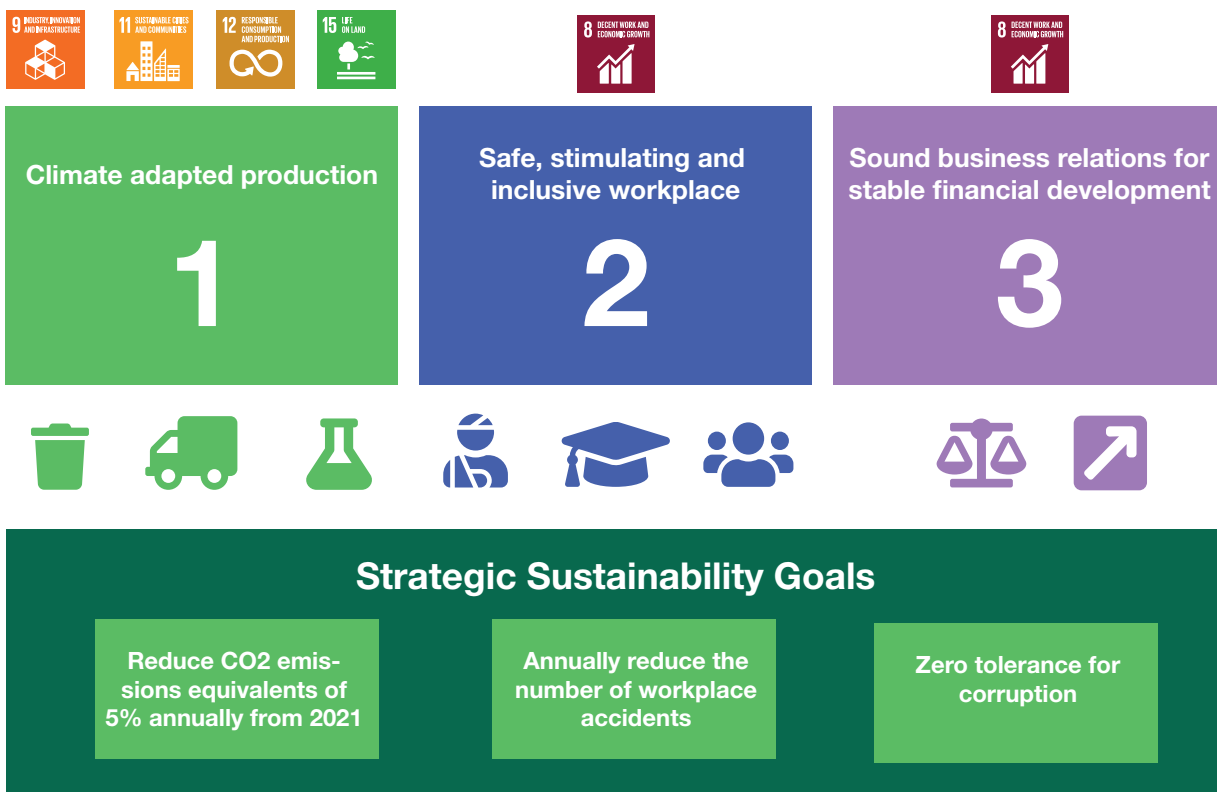 9 INDUSTRY, INNOVATION
AND INFRASTRUCTURE
11 SUSTAINABLE CITIES
AND COMMUNITIES
12 RESPONSIBLE
CONSUMPTION
AND PRODUCTION
15 LIFE
ON LAND
8 DECENT WORK AND
ECONOMIC GROWTH
8 DECENT WORK AND
ECONOMIC GROWTH
Climate adapted production
1
Safe, stimulating and
inclusive workplace
2
Sound business relations for
stable financial development
3
Strategic Sustainability Goals
Reduce CO2 emis-
sions equivalents of
5% annually from 2021
Annually reduce the
number of workplace
accidents
Zero tolerance for
corruption